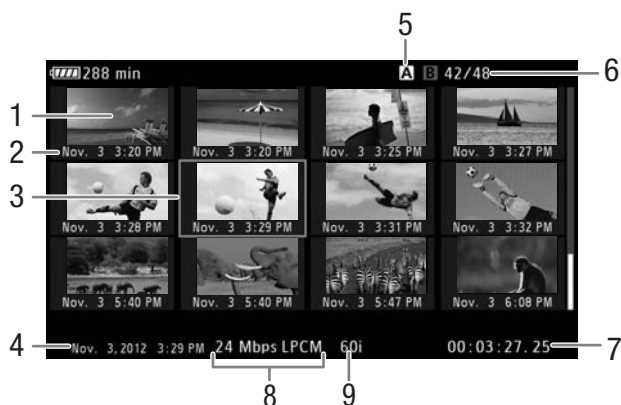 5
288 min A B 42/48 6
1
2 Nov. 3 3:20 PM Nov. 3 3:20 PM Nov. 3 3:25 PM Nov. 3 3:27 PM
3
Nov. 3 3:28 PM Nov. 3 3:29 PM Nov. 3 3:31 PM Nov. 3 3:32 PM
Nov. 3 5:40 PM Nov. 3 5:40 PM Nov. 3 5:47 PM Nov. 3 6:08 PM
4 Nov. 3,2012 3:29 PM 24 Mbps LPCM 60i 00:03:27.25 7
8 9